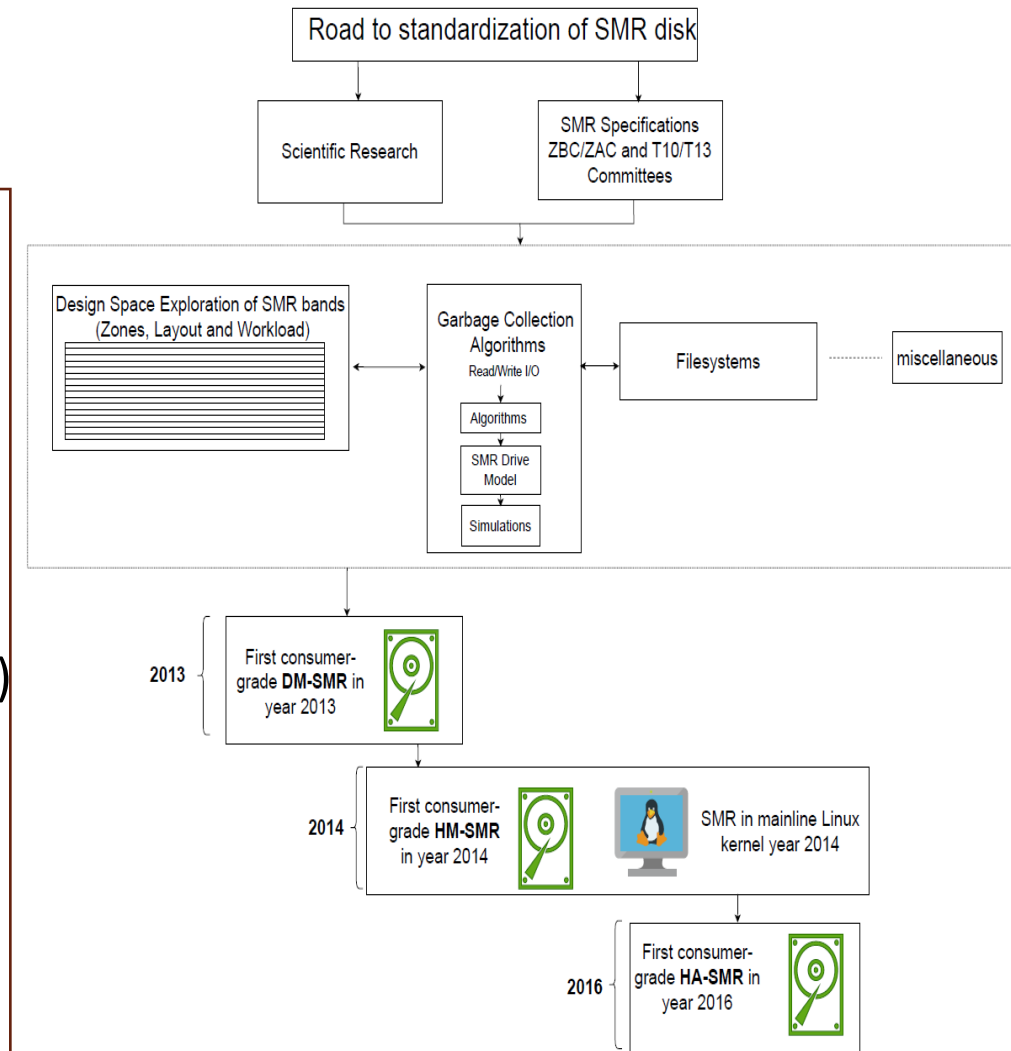 Road to standardization of SMR disk
Scientific Research
SMR Specifications
ZBC/ZAC and T10/T13
Committees
Design Space Exploration of SMR bands
(Zones, Layout and Workload)
Garbage Collection
Algorithms
Read/Write I/O
Algorithms
SMR Drive
Model
Simulations
Filesystems
miscellaneous
)
2013
First consumer-
grade DM-SMR in
year 2013
2014
First consumer-
grade HM-SMR
in year 2014
SMR in mainline Linux
kernel year 2014
2016
First consumer-
grade HA-SMR in
year 2016